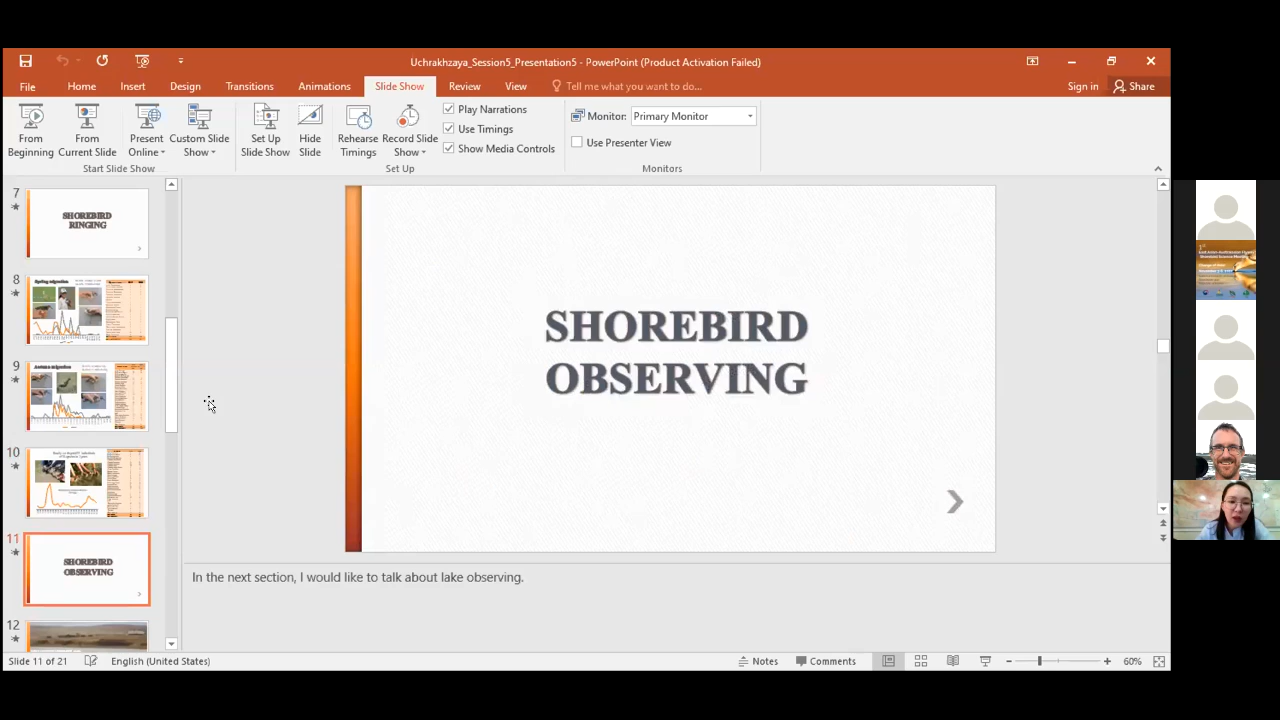 Uchrakhzaya_Session5_Presentation5 - PowerPoint (Product Activation Failed)
File Home Insert Design Transitions Animations Slide Show Review View Tell me what you want to do... Sign in Share
From Beginning
From Current Slide
Present Online
Custom Slide Show
Start Slide Show
Set Up Slide Show
Hide Slide
Rehearse Timings
Record Slide Show
Play Narrations
Use Timings
Show Media Controls
Set Up
Monitor: Primary Monitor
Use Presenter View
Monitors
7
SHOREBIRD
RINGING
8
Spring migration
9
Autumn migration
10
11
SHOREBIRD
OBSERVING
12
SHOREBIRD
OBSERVING
In the next section, I would like to talk about lake observing.
Slide 11 of 21 English (United States) Notes Comments 60%